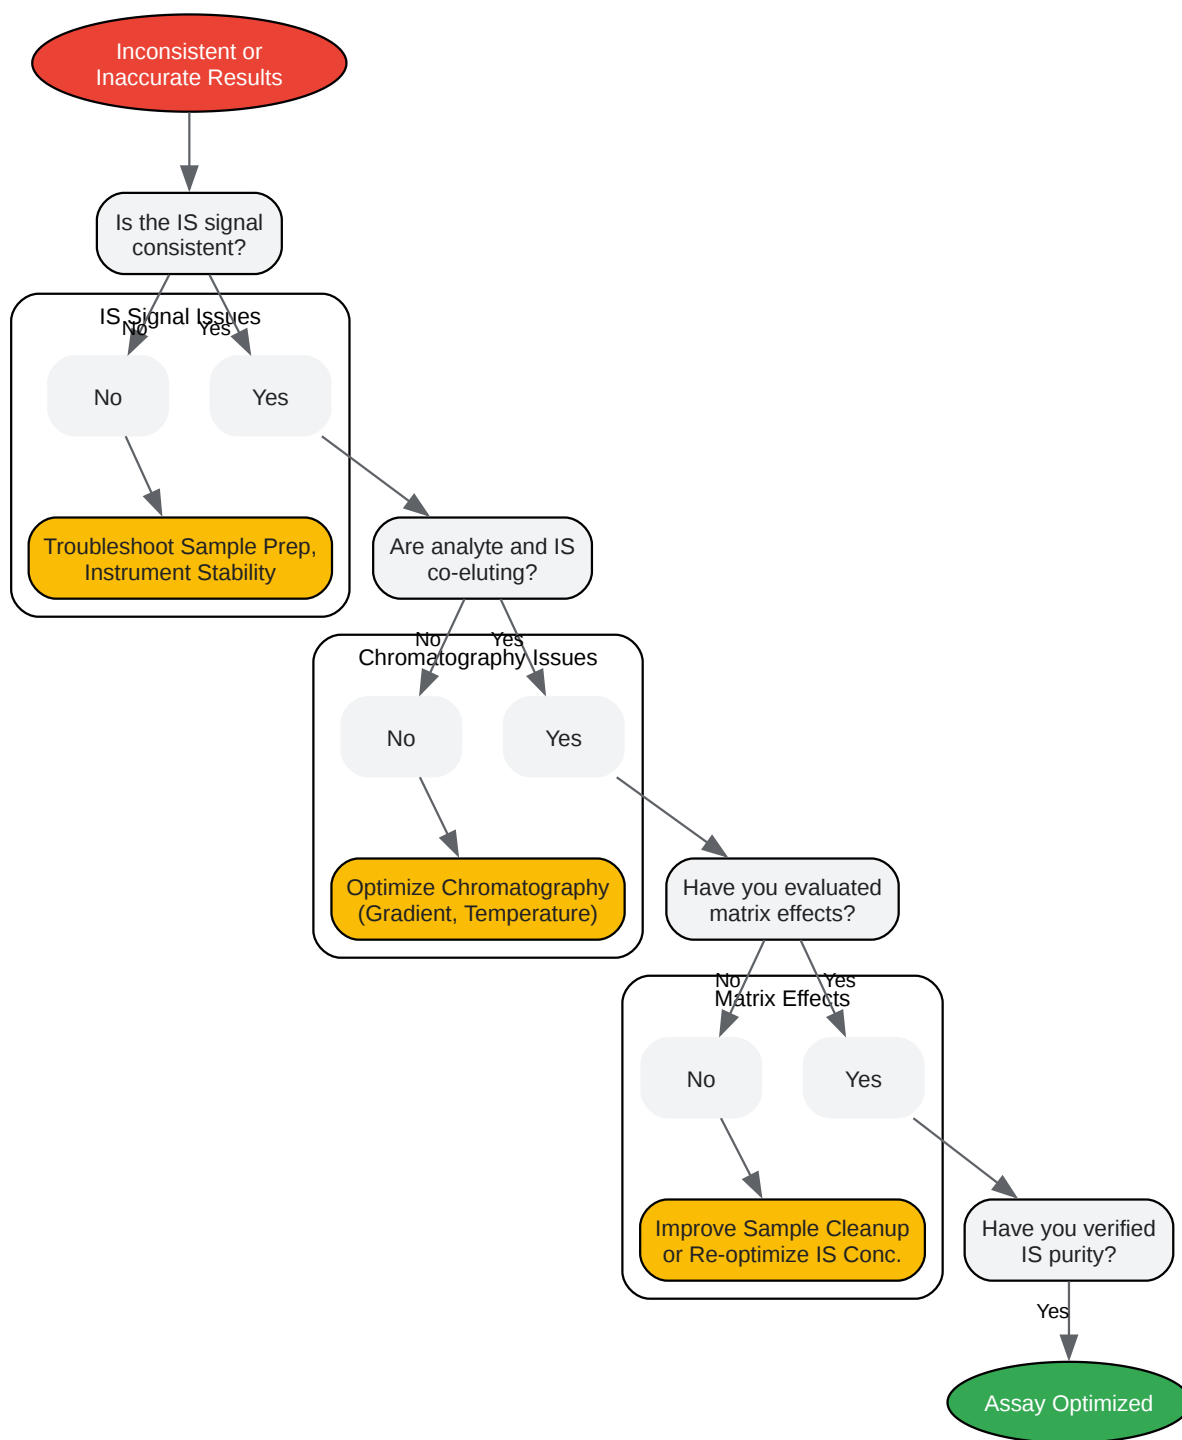 Inconsistent or
Inaccurate Results
Is the IS signal
consistent?
IS Signal Issues
No
Yes
No
Yes
Troubleshoot Sample Prep,
Instrument Stability
Are analyte and IS
co-eluting?
No
Yes
Chromatography Issues
No
Yes
Optimize Chromatography
(Gradient, Temperature)
Have you evaluated
matrix effects?
No
Yes
Matrix Effects
No
Yes
Improve Sample Cleanup
or Re-optimize IS Conc.
Have you verified
IS purity?
Yes
Assay Optimized